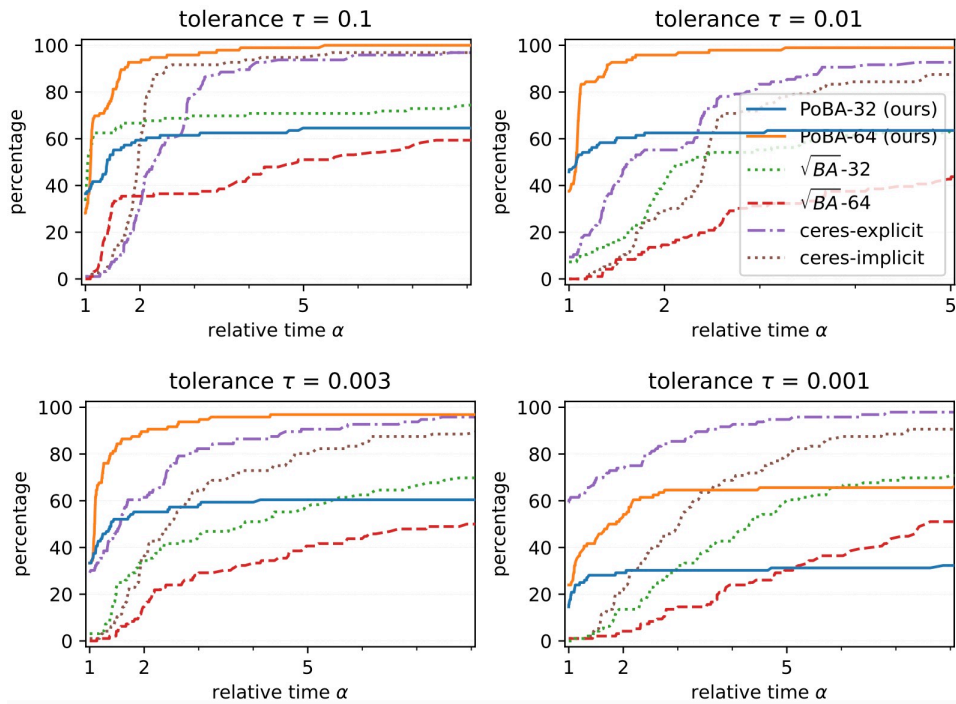 tolerance τ = 0.1
100
80
60
40
20
0
percentage
1 2 5
relative time α
tolerance τ = 0.01
100
80
60
40
20
0
percentage
PoBA-32 (ours)
PoBA-64 (ours)
√BA-32
√BA-64
ceres-explicit
ceres-implicit
1 2 5
relative time α
tolerance τ = 0.003
100
80
60
40
20
0
percentage
1 2 5
relative time α
tolerance τ = 0.001
100
80
60
40
20
0
percentage
1 2 5
relative time α